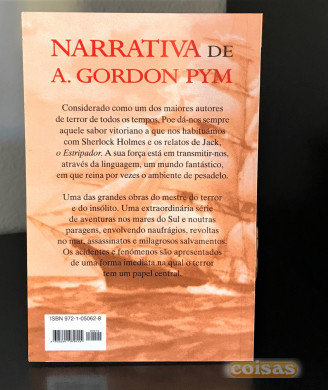 NARRATIVA DE
A. GORDON PYM
Considerado como um dos maiores autores
de terror de todos os tempos, Poe dá-nos sempre
aquele sabor vitoriano a que nos habituámos
com Sherlock Holmes e os relatos de Jack,
o Estripador. A sua força está em transmitir-nos,
através da linguagem, um mundo fantástico,
em que reina por vezes o ambiente de pesadelo.
Uma das grandes obras do mestre do terror
e do insólito. Uma extraordinária série
de aventuras nos mares do Sul e noutras
paragens, envolvendo naufrágios, revoltas
no mar, assassinatos e milagrosos salvamentos.
Os acidentes e fenómenos são apresentados
de uma forma imediata na qual o terror
tem um papel central.
ISBN 972-1-05062-8
coisas